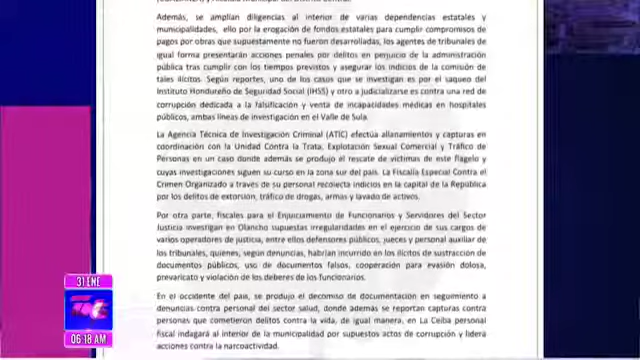 Además, se amplían diligencias al interior de varias dependencias estatales y
municipalidades, ello por la erogación de fondos estatales para cumplir compromisos de
pagos por obras que supuestamente no fueron desarrolladas, los agentes de tribunales de
igual forma presentarán acciones penales por delitos en perjuicio de la administración
pública tras cumplir con los tiempos previstos y asegurar los indicios de la comisión de
tales ilícitos. Según reportes, uno de los casos que se investigan es por el saqueo del
Instituto Hondureño de Seguridad Social (IHSS) y otro a judicializarse es contra una red de
corrupción dedicada a la falsificación y venta de incapacidades médicas en hospitales
públicos, ambas líneas de investigación en el Valle de Sula.
La Agencia Técnica de Investigación Criminal (ATIC) efectúa allanamientos y capturas en
coordinación con la Unidad Contra la Trata, Explotación Sexual Comercial y Tráfico de
Personas en un caso donde además se produjo el rescate de víctimas de este flagelo y
cuyas investigaciones siguen su curso en la zona sur del país. La Fiscalía Especial Contra el
Crimen Organizado a través de su personal recolecta indicios en la capital de la República
por los delitos de extorsión, tráfico de drogas, armas y lavado de activos.
Por otra parte, fiscales para el Enjuiciamiento de Funcionarios y Servidores del Sector
Justicia investigan en Olancho supuestas irregularidades en el ejercicio de sus cargos de
varios operadores de justicia, entre ellos defensores públicos, jueces y personal auxiliar de
los tribunales, quienes, según denuncias, habrían incurrido en los ilícitos de sustracción de
documentos públicos, uso de documentos falsos, cooperación para evasión dolosa,
prevaricato y violación de los deberes de los funcionarios.
En el occidente del país, se produjo el decomiso de documentación en seguimiento a
denuncias contra personal del sector salud, donde además se reportan capturas contra
personas que cometieron delitos contra la vida, de igual manera, en La Ceiba personal
fiscal indagará al interior de la municipalidad por supuestos actos de corrupción y lidera
acciones contra la narcoactividad.
31 ENE
06:18 AM